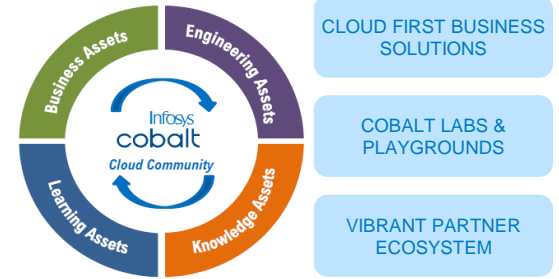 Business Assets
Engineering Assets
Infosys
cobalt
Cloud Community
Learning Assets
Knowledge Assets
CLOUD FIRST BUSINESS
SOLUTIONS
COBALT LABS &
PLAYGROUNDS
VIBRANT PARTNER
ECOSYSTEM